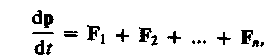 dp/dt = F₁ + F₂ + ... + Fₙ,